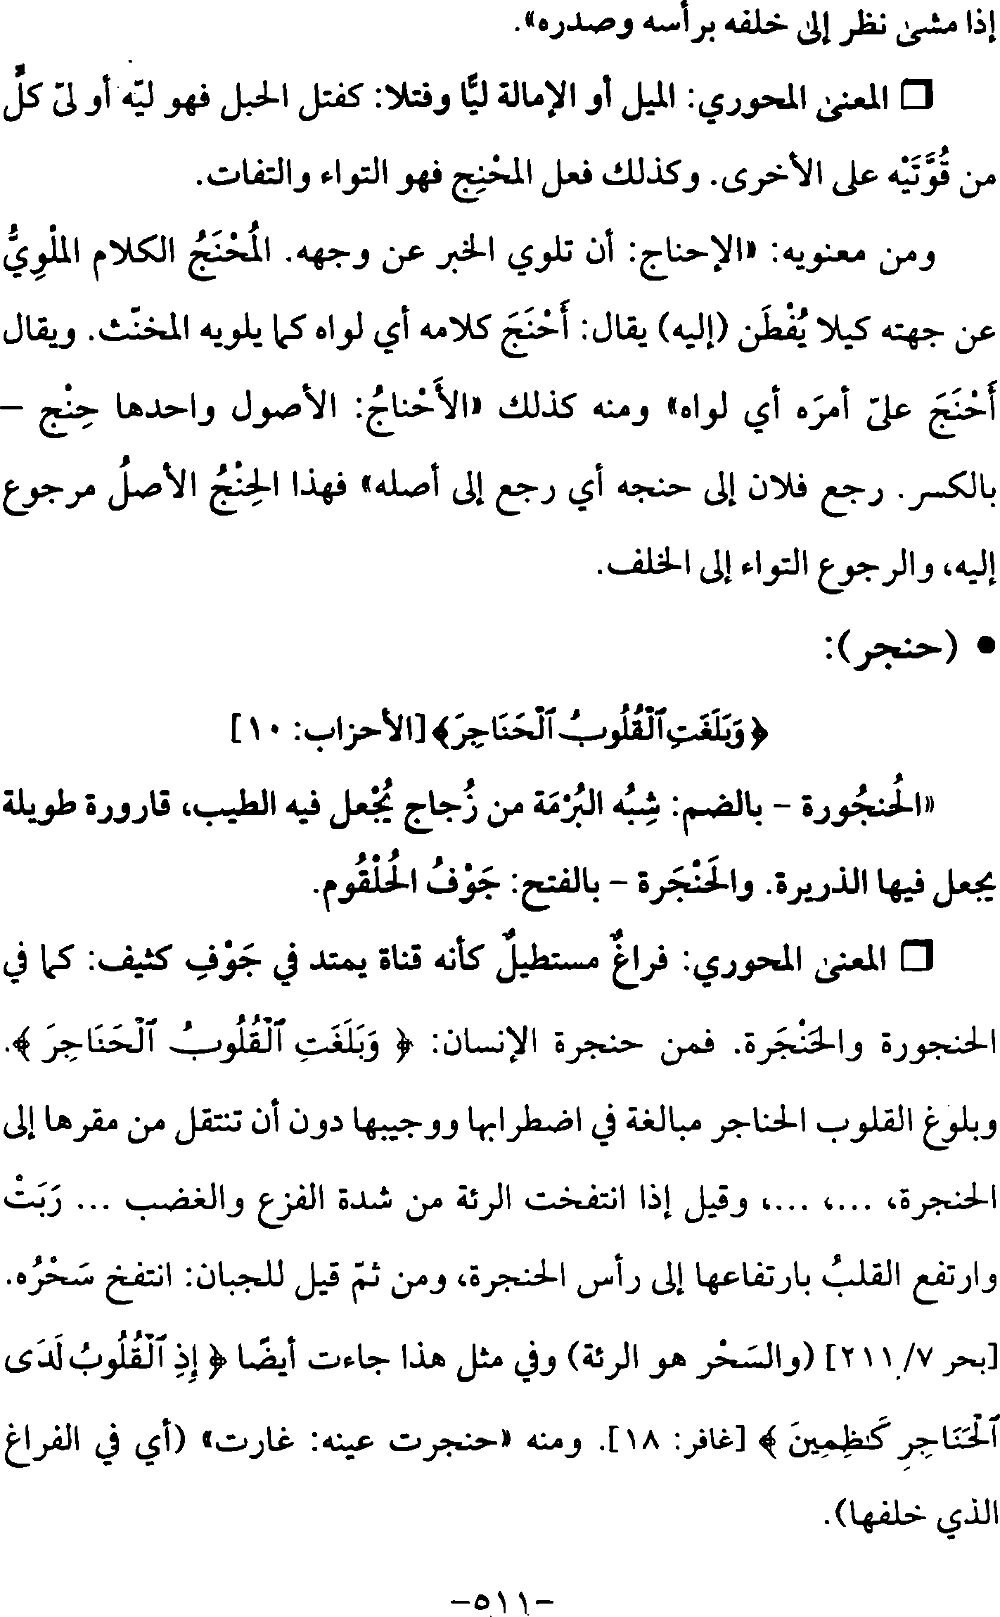 إذا مشى نظر إلى خلفه برأسه وصدره».
❐ المعنى المحوري: الميل أو الإمالة ليًّا وفتلا: كفتل الحبل فهو ليّه أو لىّ كلٍّ
من قُوَّتَيْه على الأخرى. وكذلك فعل المحْنِج فهو التواء والتفات.
ومن معنويه: «الإحناج: أن تلوي الخبر عن وجهه. المُحْنَجُ الكلام الملْوِيُّ
عن جهته كيلا يُفْطَن (إليه) يقال: أَحْنَجَ كلامه أي لواه كما يلويه المخنّث. ويقال
أَحْنَجَ علىّ أمرَه أي لواه» ومنه كذلك «الأَحْناجُ: الأصول واحدها حِنْج –
بالكسر. رجع فلان إلى حنجه أي رجع إلى أصله» فهذا الحِنْجُ الأصلُ مرجوع
إليه، والرجوع التواء إلى الخلف.
• (حنجر):
﴿وَبَلَغَتِ ٱلْقُلُوبُ ٱلْحَنَاجِرَ﴾ [الأحزاب: ١٠]
«الحُنجُورة – بالضم: شِبْه البُرْمَة من زُجاج يُجْعل فيه الطيب، قارورة طويلة
يجعل فيها الذريرة. والحَنْجَرة – بالفتح: جَوْفُ الحُلْقُوم.
❐ المعنى المحوري: فراغٌ مستطيلٌ كأنه قناة يمتد في جَوْفِ كثيف: كما في
الحنجورة والحَنْجَرة. فمن حنجرة الإنسان: ﴿ وَبَلَغَتِ ٱلْقُلُوبُ ٱلْحَنَاجِرَ ﴾.
وبلوغ القلوب الحناجر مبالغة في اضطرابها ووجيبها دون أن تنتقل من مقرها إلى
الحنجرة، ...، ...، وقيل إذا انتفخت الرئة من شدة الفزع والغضب ... رَبَتْ
وارتفع القلبُ بارتفاعها إلى رأس الحنجرة، ومن ثمّ قيل للجبان: انتفخ سَحْرُه.
[بحر ٧/ ٢١١] (والسَحْر هو الرئة) وفي مثل هذا جاءت أيضًا ﴿ إِذِ ٱلْقُلُوبُ لَدَى
ٱلْحَنَاجِرِ كَـٰظِمِينَ ﴾ [غافر: ١٨]. ومنه «حنجرت عينه: غارت» (أي في الفراغ
الذي خلفها).
-٥١١-